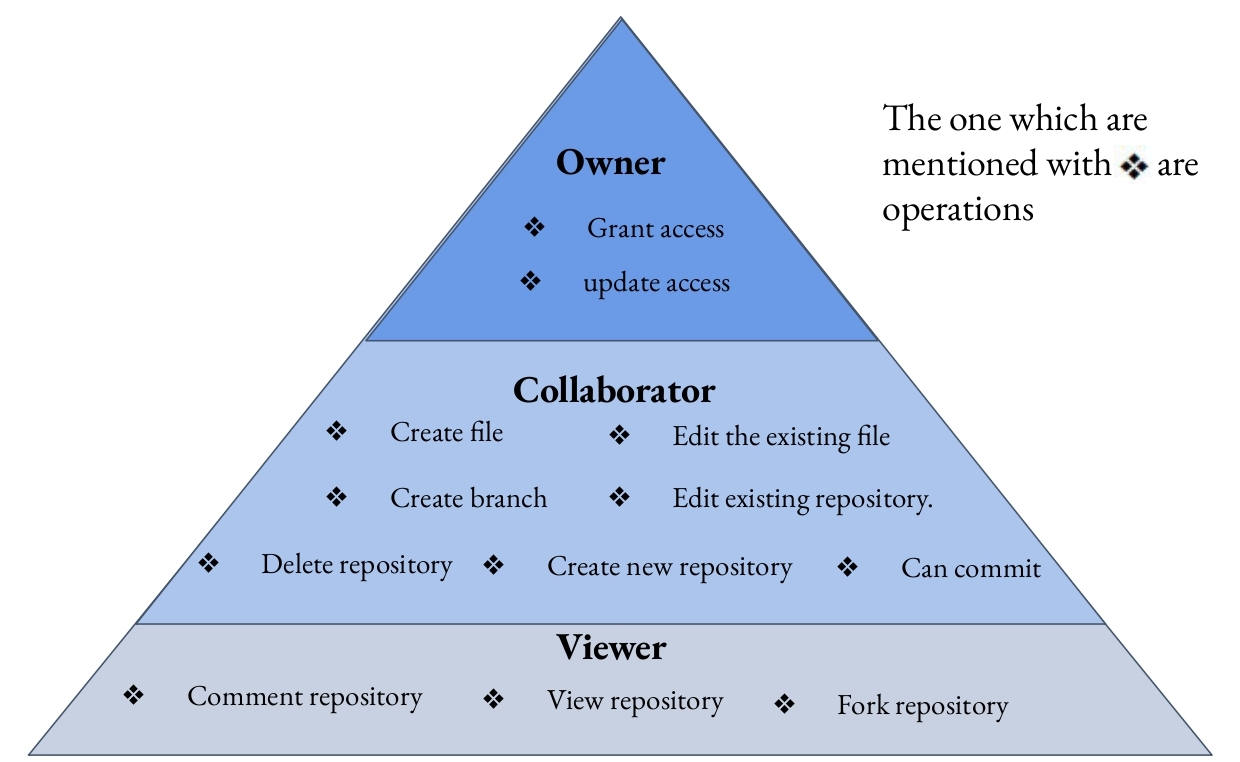 The one which are
mentioned with ❖ are
operations
Owner
❖ Grant access
❖ update access
Collaborator
❖ Create file ❖ Edit the existing file
❖ Create branch ❖ Edit existing repository.
❖ Delete repository ❖ Create new repository ❖ Can commit
Viewer
❖ Comment repository ❖ View repository ❖ Fork repository